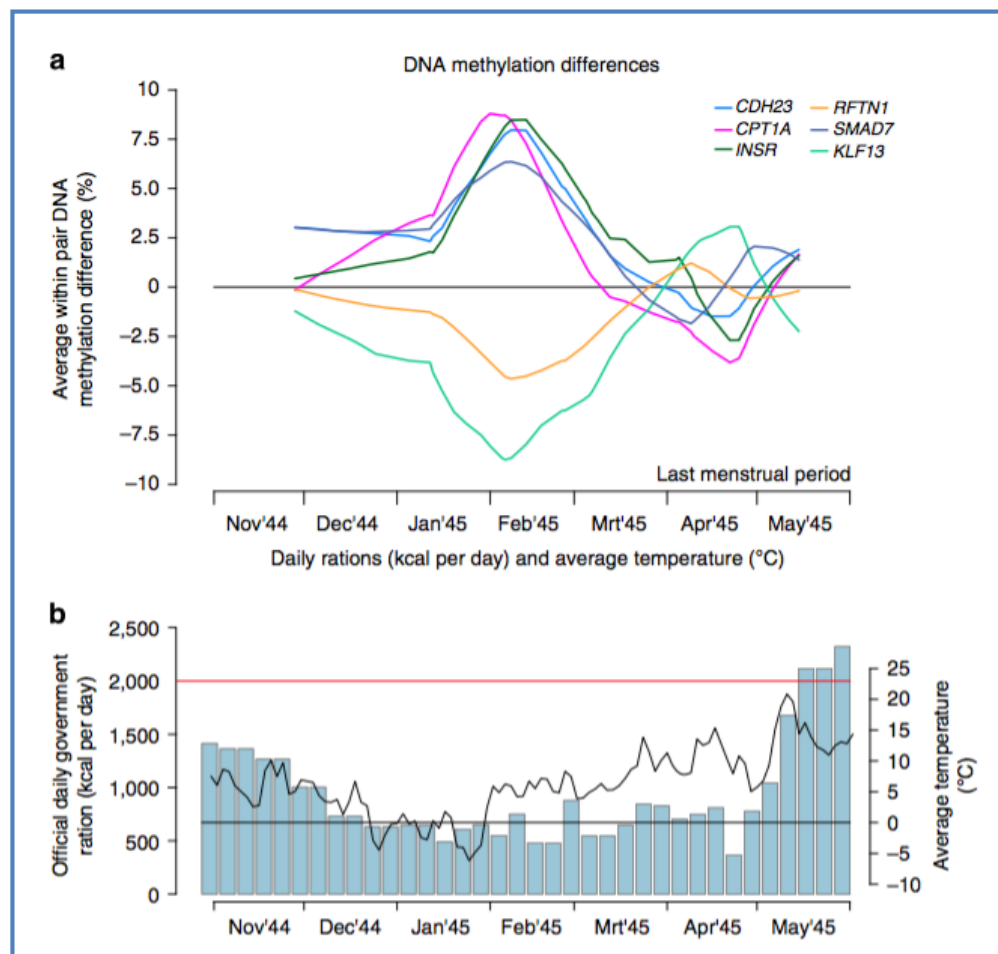 a
DNA methylation differences
Average within pair DNA
methylation difference (%)
10
7.5
5.0
2.5
0
−2.5
−5.0
−7.5
−10
CDH23
CPT1A
INSR
RFTN1
SMAD7
KLF13
Last menstrual period
Nov'44 Dec'44 Jan'45 Feb'45 Mrt'45 Apr'45 May'45
Daily rations (kcal per day) and average temperature (°C)
b
Official daily government
ration (kcal per day)
2,500
2,000
1,500
1,000
500
0
25
20
15
10
5
0
−5
−10
Average temperature
(°C)
Nov'44 Dec'44 Jan'45 Feb'45 Mrt'45 Apr'45 May'45